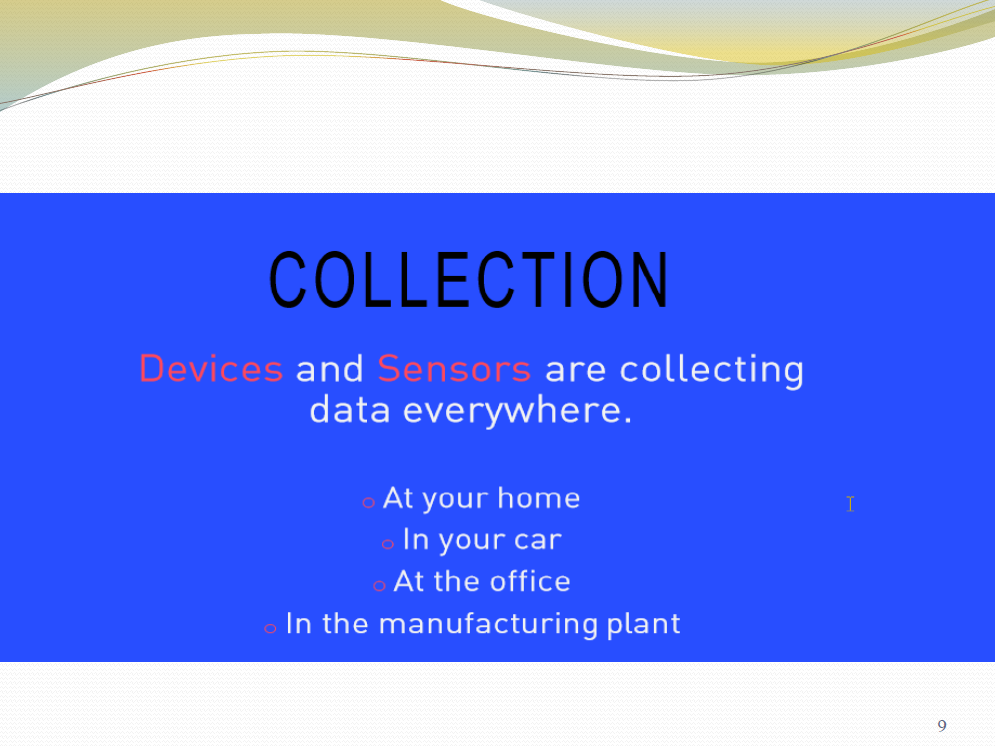 COLLECTION
Devices and Sensors are collecting
data everywhere.
o At your home
o In your car
o At the office
o In the manufacturing plant
9